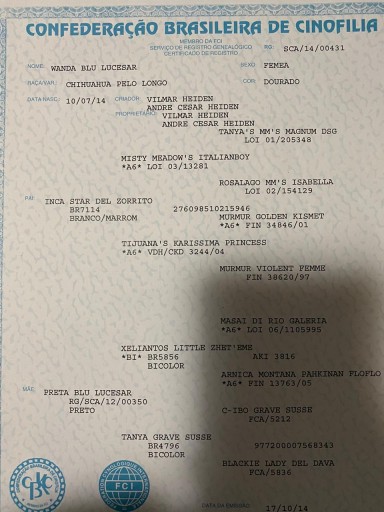 CONFEDERAÇÃO BRASILEIRA DE CINOFILIA
MEMBRO DA FCI
SERVIÇO DE REGISTRO GENEALÓGICO
CERTIFICADO DE REGISTRO
RG: SCA/14/00431
NOME: WANDA BLU LUCESAR SEXO: FEMEA
RAÇA/VAR: CHIHUAHUA PELO LONGO COR: DOURADO
DATA NASC: 10/07/14 CRIADOR: VILMAR HEIDEN
ANDRE CESAR HEIDEN
PROPRIETÁRIO: VILMAR HEIDEN
ANDRE CESAR HEIDEN
TANYA'S MM'S MAGNUM DSG
LOI 01/205348
MISTY MEADOW'S ITALIANBOY
*A6* LOI 03/13281
ROSALAGO MM'S ISABELLA
LOI 02/154129
PAI: INCA STAR DEL ZORRITO
BR7114 276098510215946
BRANCO/MARROM MURMUR GOLDEN KISMET
*A6* FIN 34846/01
TIJUANA'S KARISSIMA PRINCESS
*A6* VDH/CKD 3244/04
MURMUR VIOLENT FEMME
FIN 38620/97
MASAI DI RIO GALERIA
*A6* LOI 06/1105995
XELIANTOS LITTLE ZHET'EME
*BI* BR5856 AKI 3816
BICOLOR
ARNICA MONTANA PAHKINAN FLOFLO
*A6* FIN 13763/05
MÃE: PRETA BLU LUCESAR
RG/SCA/12/00350
PRETO C-IBO GRAVE SUSSE
FCA/5212
TANYA GRAVE SUSSE
BR4796 977200007568343
BICOLOR
BLACKIE LADY DEL DAVA
FCA/5836
CBKC
FCI
17/10/14